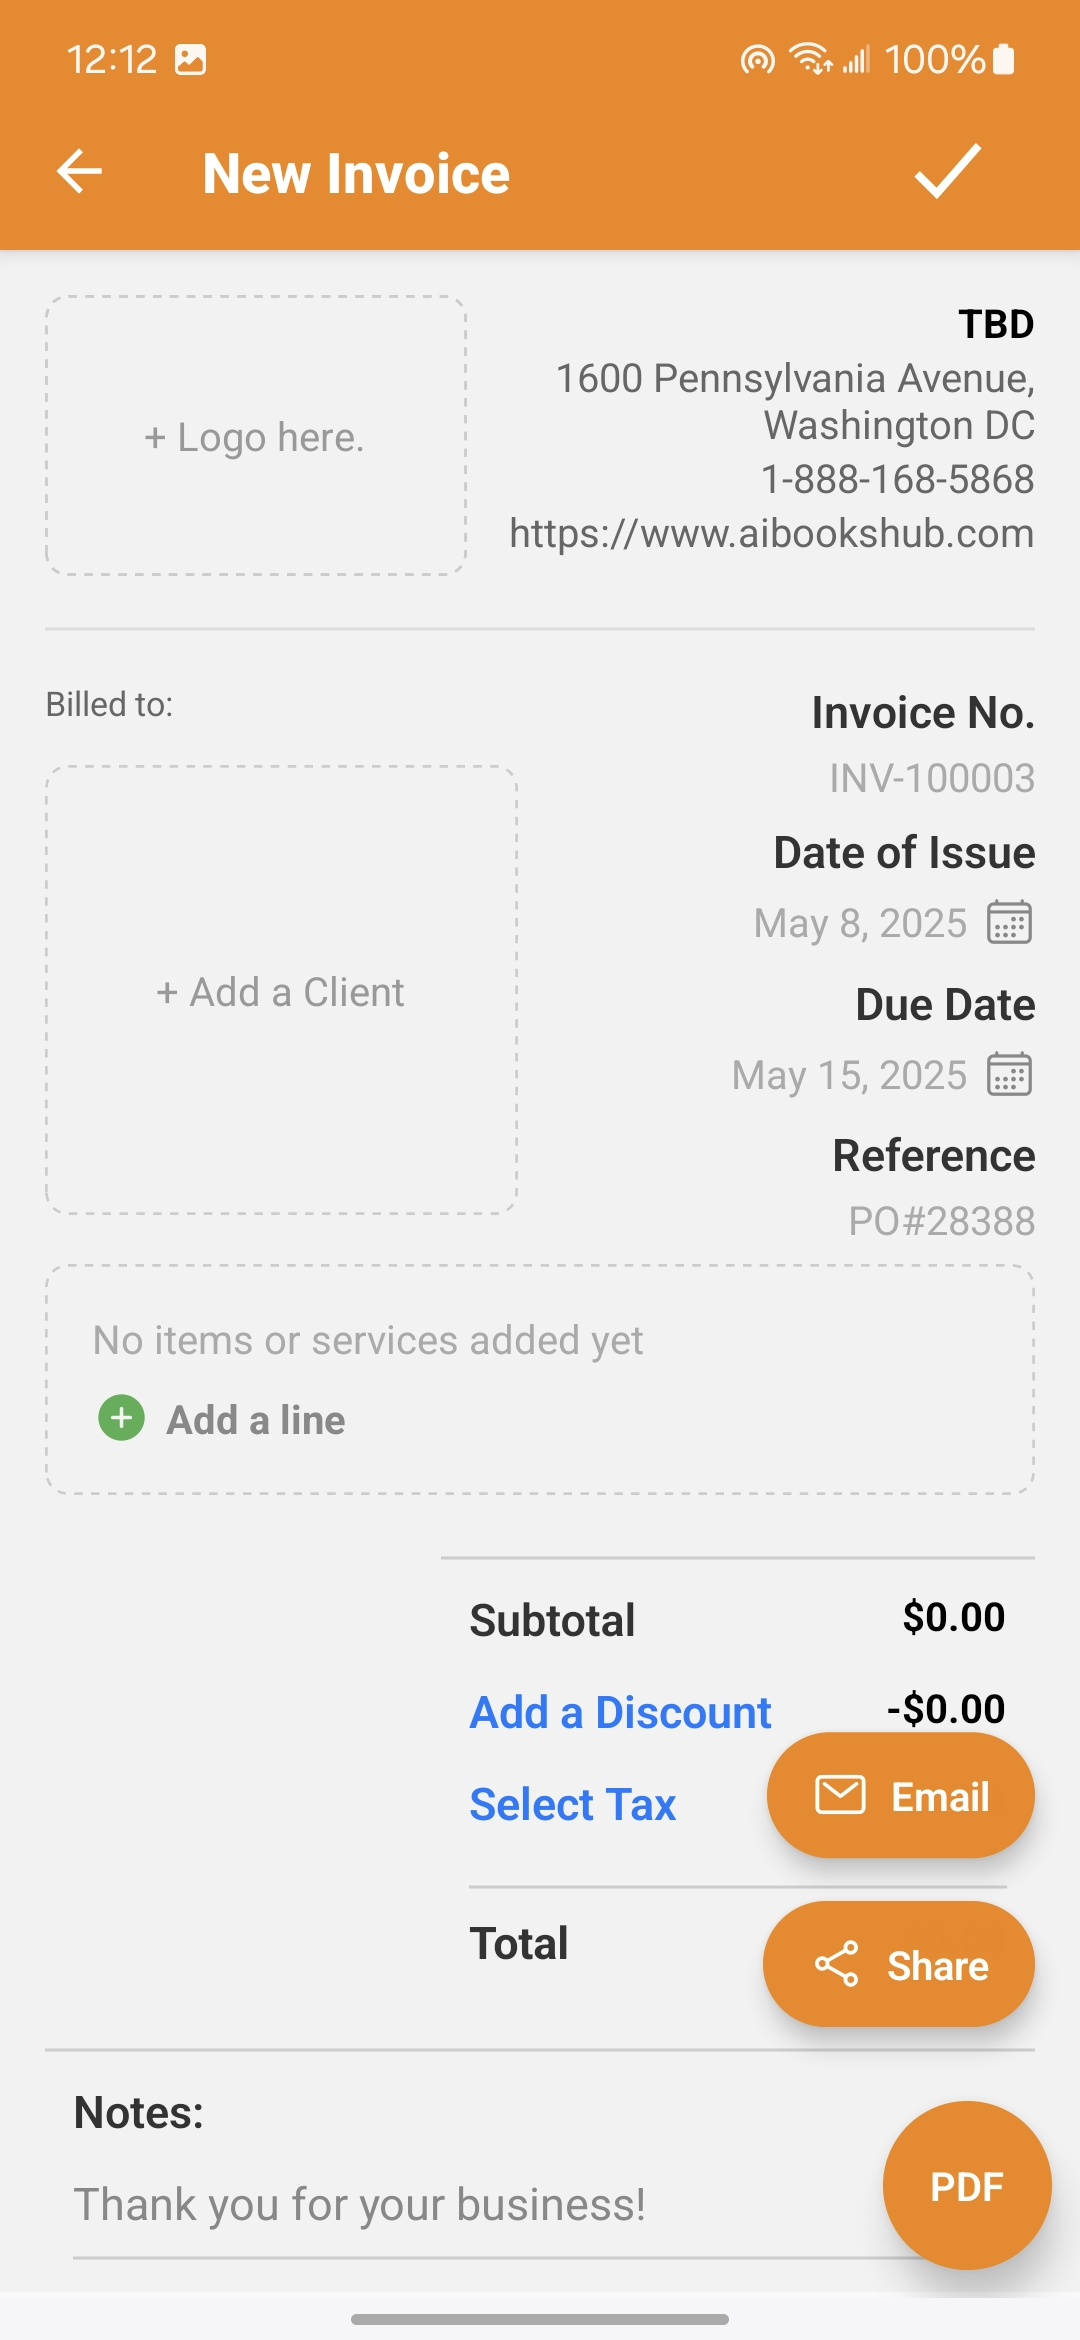 12:12
100%
New Invoice
+ Logo here.
TBD
1600 Pennsylvania Avenue,
Washington DC
1-888-168-5868
https://www.aibookshub.com
Billed to:
+ Add a Client
Invoice No.
INV-100003
Date of Issue
May 8, 2025
Due Date
May 15, 2025
Reference
PO#28388
No items or services added yet
Add a line
Subtotal $0.00
Add a Discount -$0.00
Select Tax
Email
Total
Share
Notes:
Thank you for your business!
PDF